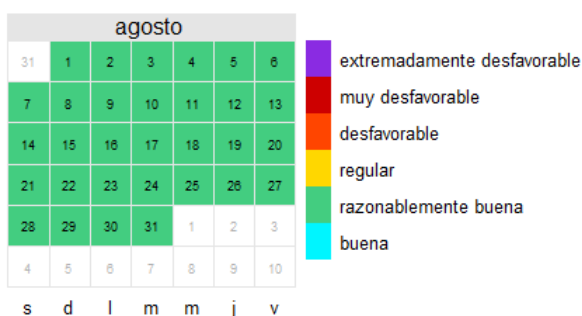 agosto
31 1 2 3 4 5 6
7 8 9 10 11 12 13
14 15 16 17 18 19 20
21 22 23 24 25 26 27
28 29 30 31 1 2 3
4 5 6 7 8 9 10
s d l m m j v
extremadamente desfavorable
muy desfavorable
desfavorable
regular
razonablemente buena
buena